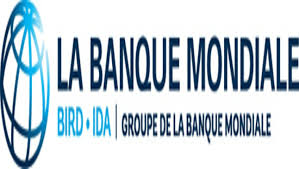 LA BANQUE MONDIALE
BIRD • IDA | GROUPE DE LA BANQUE MONDIALE